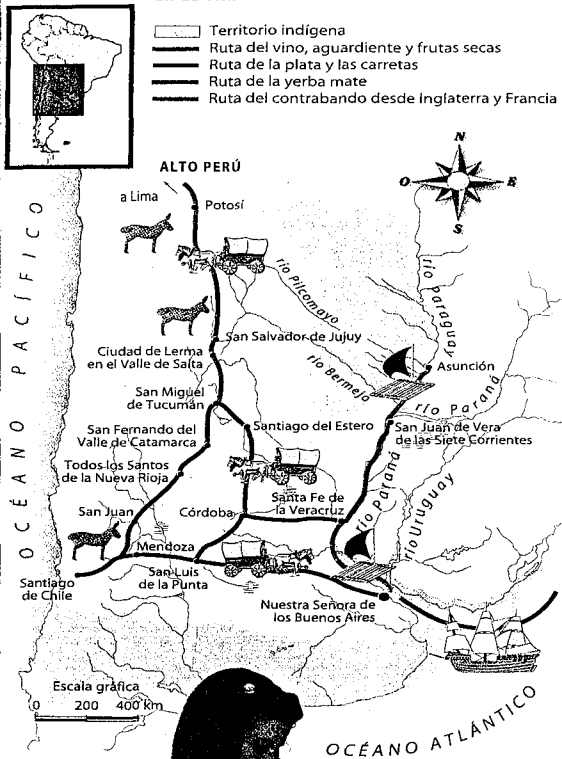 Territorio indígena
Ruta del vino, aguardiente y frutas secas
Ruta de la plata y las carretas
Ruta de la yerba mate
Ruta del contrabando desde Inglaterra y Francia
ALTO PERÚ
a Lima
Potosí
N
O
E
S
OCÉANO PACÍFICO
río Pilcomayo
río Paraguay
San Salvador de Jujuy
Ciudad de Lerma
en el Valle de Salta
río Bermejo
Asunción
San Miguel
de Tucumán
río Paraná
San Fernando del
Valle de Catamarca
Santiago del Estero
San Juan de Vera
de las Siete Corrientes
Todos los Santos
de la Nueva Rioja
río Paraná
río Uruguay
San Juan
Córdoba
Santa Fe de
la Veracruz
Mendoza
San Luis
de la Punta
Santiago
de Chile
Nuestra Señora de
los Buenos Aires
Escala gráfica
0 200 400 km
OCÉANO ATLÁNTICO